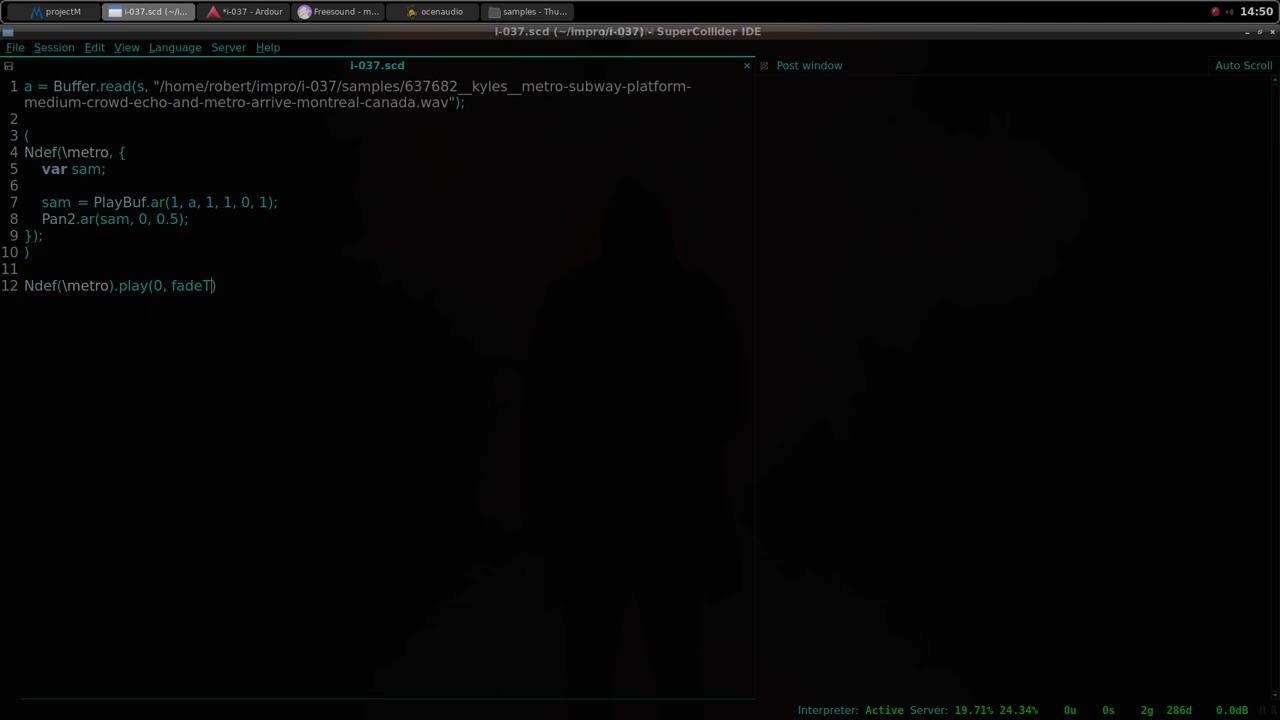 projectM
i-037.scd (~/i...
*i-037 - Ardour
Freesound - m...
ocenaudio
samples - Thu...
14:50
SuperCollider IDE
File Session Edit View Language Server Help
i-037.scd
×
Post window
Auto Scroll
1 a = Buffer.read(s, "/home/robert/impro/i-037/samples/637682__kyles__metro-subway-platform-
medium-crowd-echo-and-metro-arrive-montreal-canada.wav");
2
3 (
4 Ndef(\metro, {
5 var sam;
6
7 sam = PlayBuf.ar(1, a, 1, 1, 0, 1);
8 Pan2.ar(sam, 0, 0.5);
9 });
10 )
11
12 Ndef(\metro).play(0, fadeT)
Interpreter: Active Server: 19.71% 24.34% 0u 0s 2g 286d 0.0dB